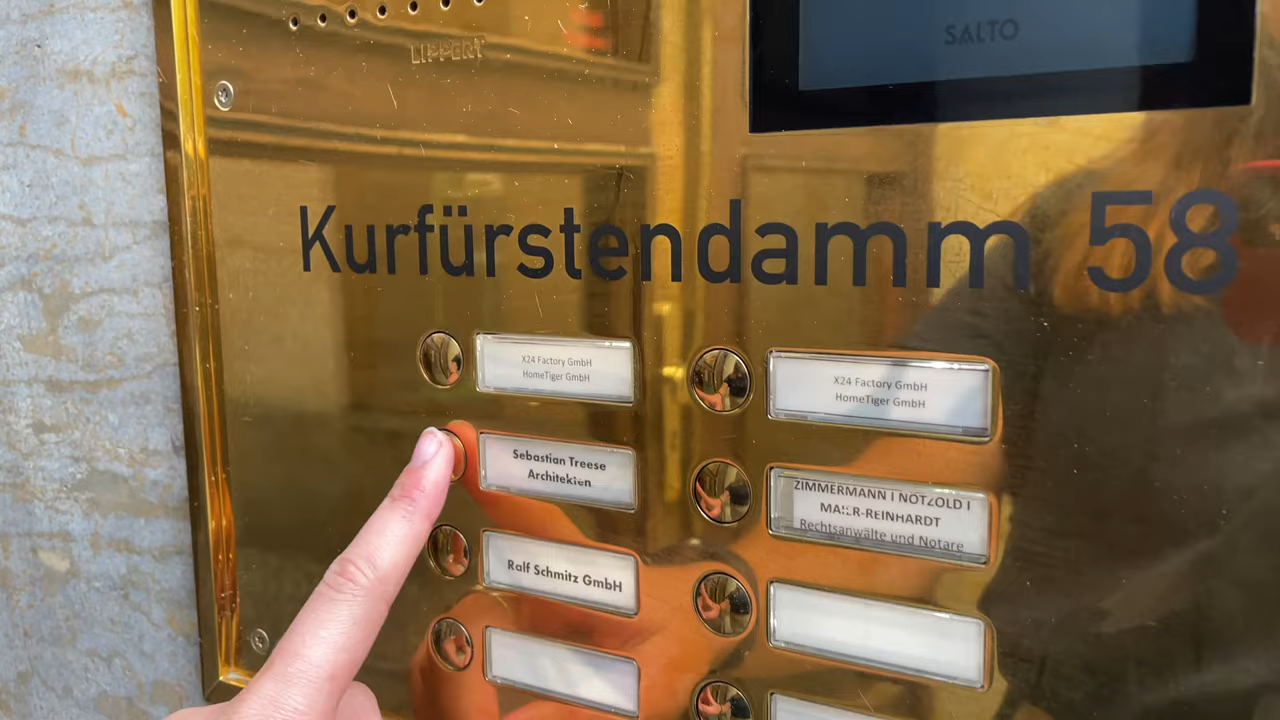 LIPPERT
SALTO
Kurfürstendamm 58
X24 Factory GmbH
HomeTiger GmbH
X24 Factory GmbH
HomeTiger GmbH
Sebastian Treese
Architekten
ZIMMERMANN I NOTZOLD I
MAIER-REINHARDT
Rechtsanwälte und Notare
Ralf Schmitz GmbH